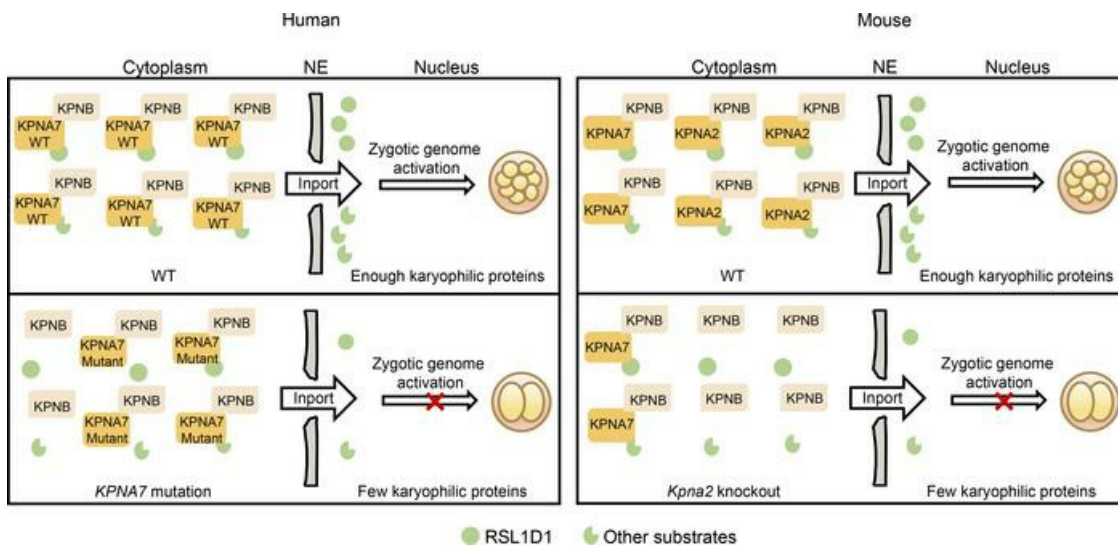 Human
Mouse
Cytoplasm NE Nucleus
Cytoplasm NE Nucleus
KPNB KPNB KPNB
KPNA7 WT KPNA7 WT KPNA7 WT
KPNB KPNB KPNB
KPNA7 WT KPNA7 WT KPNA7 WT
Inport
Zygotic genome
activation
WT
Enough karyophilic proteins
KPNB KPNB KPNB
KPNA7 KPNA2 KPNA2
KPNB KPNB KPNB
KPNA7 KPNA2 KPNA2
Inport
Zygotic genome
activation
WT
Enough karyophilic proteins
KPNB KPNB KPNB
KPNA7 Mutant KPNA7 Mutant
KPNB KPNB KPNB
KPNA7 Mutant KPNA7 Mutant
Inport
Zygotic genome
activation
KPNA7 mutation
Few karyophilic proteins
KPNB KPNB KPNB
KPNA7
KPNB KPNB KPNB
KPNA7
Inport
Zygotic genome
activation
Kpna2 knockout
Few karyophilic proteins
RSL1D1 Other substrates